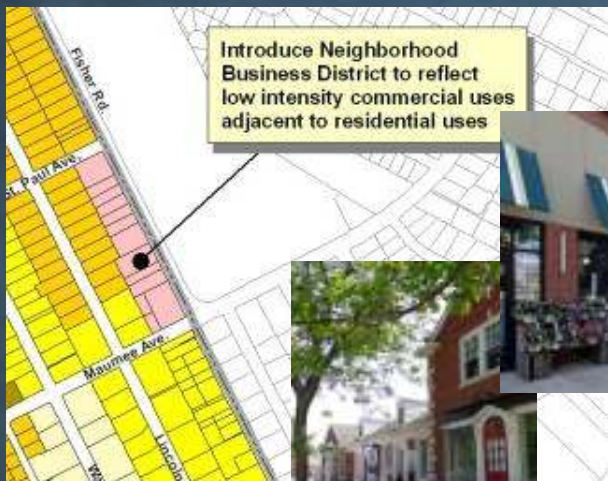 Introduce Neighborhood
Business District to reflect
low intensity commercial uses
adjacent to residential uses
Fisher Rd.
St. Paul Ave.
Maumee Ave.
Lincoln